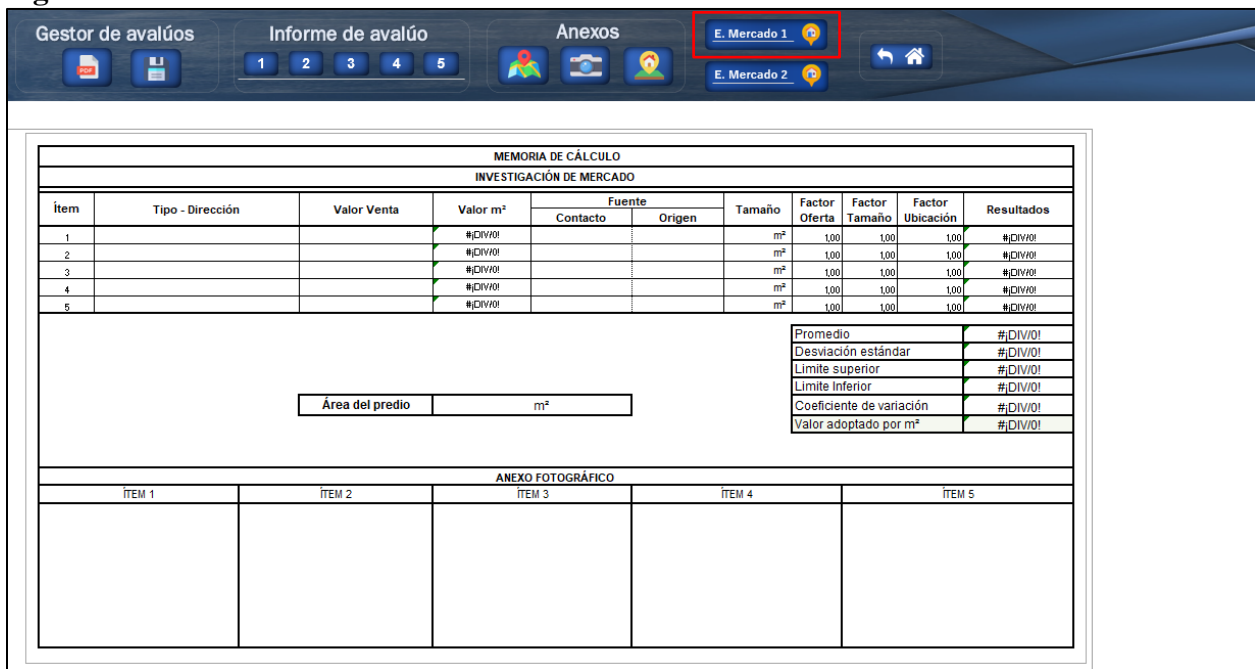 Gestor de avalúos Informe de avalúo Anexos E. Mercado 1
PDF 1 2 3 4 5
E. Mercado 2
MEMORIA DE CÁLCULO
INVESTIGACIÓN DE MERCADO
Ítem Tipo - Dirección Valor Venta Valor m² Fuente Tamaño Factor Oferta Factor Tamaño Factor Ubicación Resultados
Contacto Origen
1 #¡DIV/0! m² 1,00 1,00 1,00 #¡DIV/0!
2 #¡DIV/0! m² 1,00 1,00 1,00 #¡DIV/0!
3 #¡DIV/0! m² 1,00 1,00 1,00 #¡DIV/0!
4 #¡DIV/0! m² 1,00 1,00 1,00 #¡DIV/0!
5 #¡DIV/0! m² 1,00 1,00 1,00 #¡DIV/0!
Promedio #¡DIV/0!
Desviación estándar #¡DIV/0!
Limite superior #¡DIV/0!
Limite Inferior #¡DIV/0!
Área del predio m² Coeficiente de variación #¡DIV/0!
Valor adoptado por m² #¡DIV/0!
ANEXO FOTOGRÁFICO
ÍTEM 1 ÍTEM 2 ÍTEM 3 ÍTEM 4 ÍTEM 5